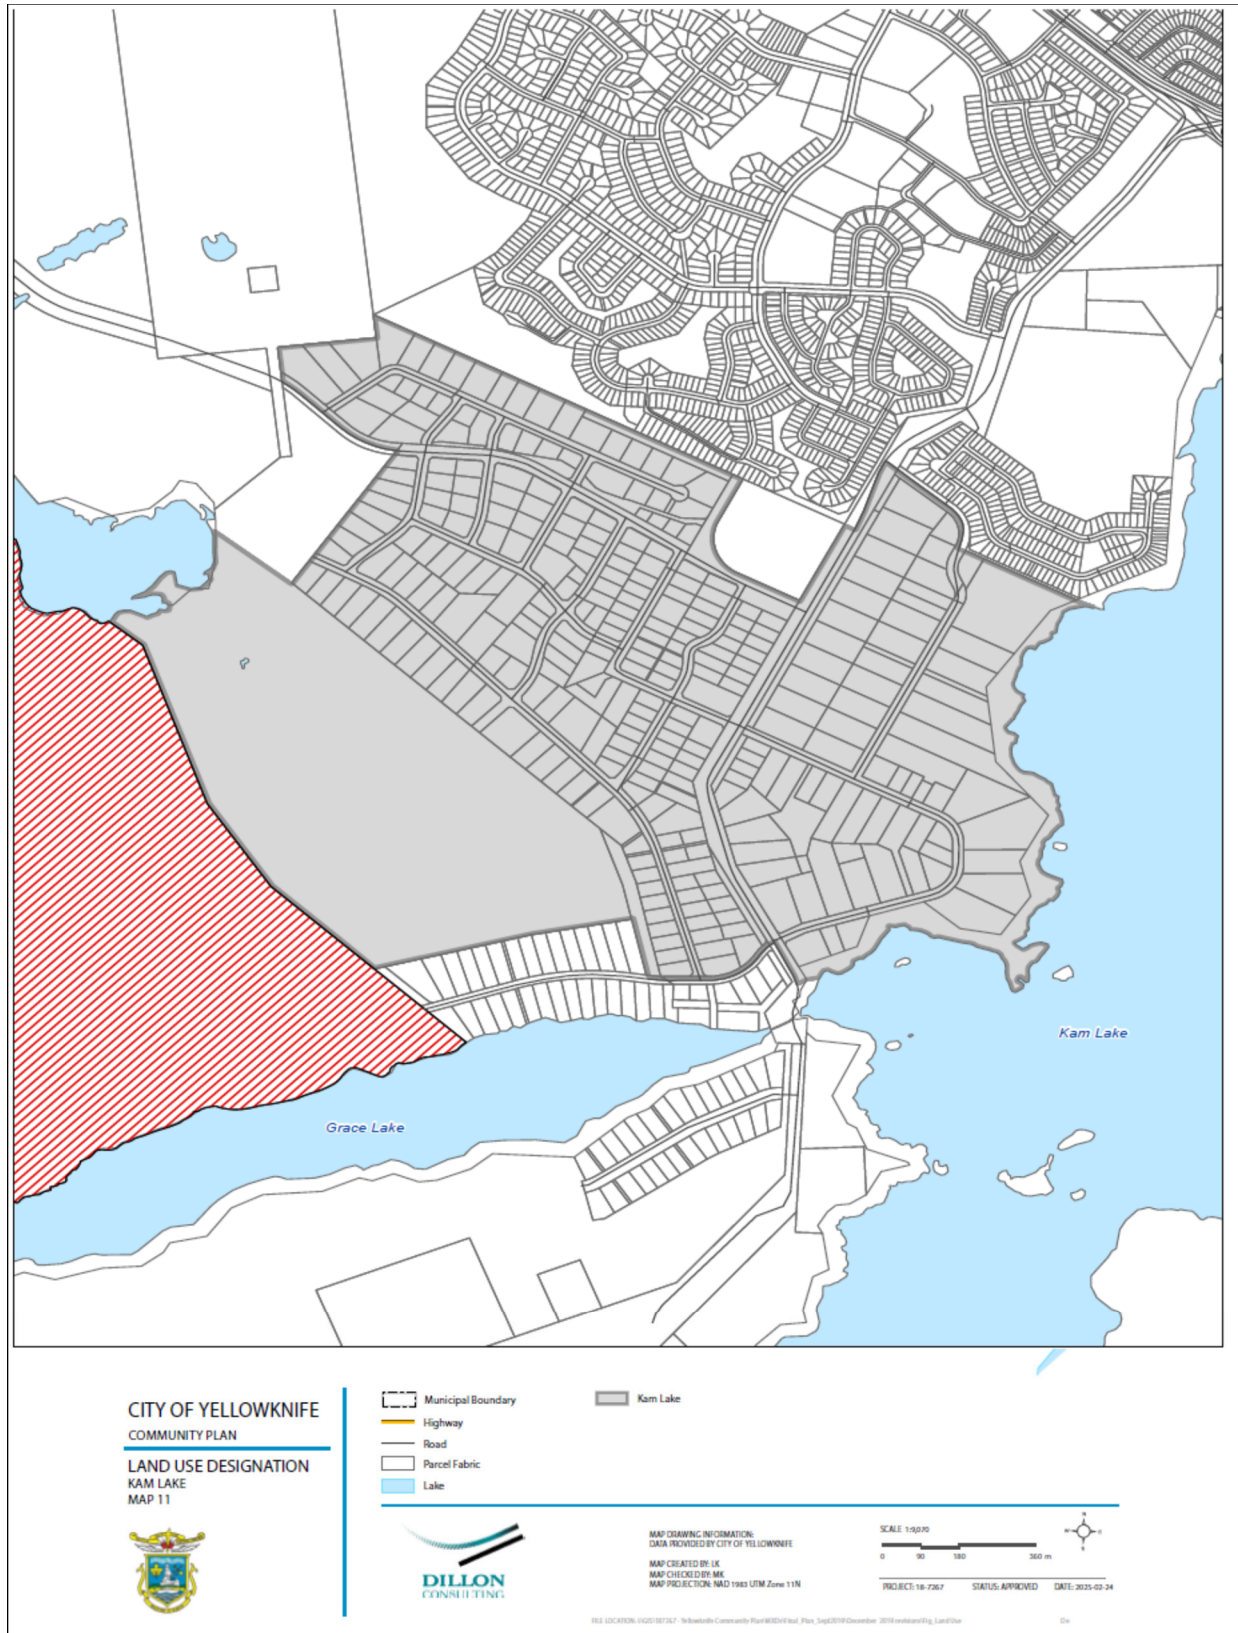 Kam Lake
Grace Lake
CITY OF YELLOWKNIFE
COMMUNITY PLAN
LAND USE DESIGNATION
KAM LAKE
MAP 11
Municipal Boundary
Highway
Road
Parcel Fabric
Lake
Kam Lake
DILLON
CONSULTING
MAP DRAWING INFORMATION:
DATA PROVIDED BY CITY OF YELLOWKNIFE
MAP CREATED BY: LK
MAP CHECKED BY: MK
MAP PROJECTION: NAD 1983 UTM Zone 11N
SCALE 1:9,070
0 90 180 360 m
N
W E
S
PROJECT: 18-7267 STATUS: APPROVED DATE: 2025-02-24
FILE LOCATION: